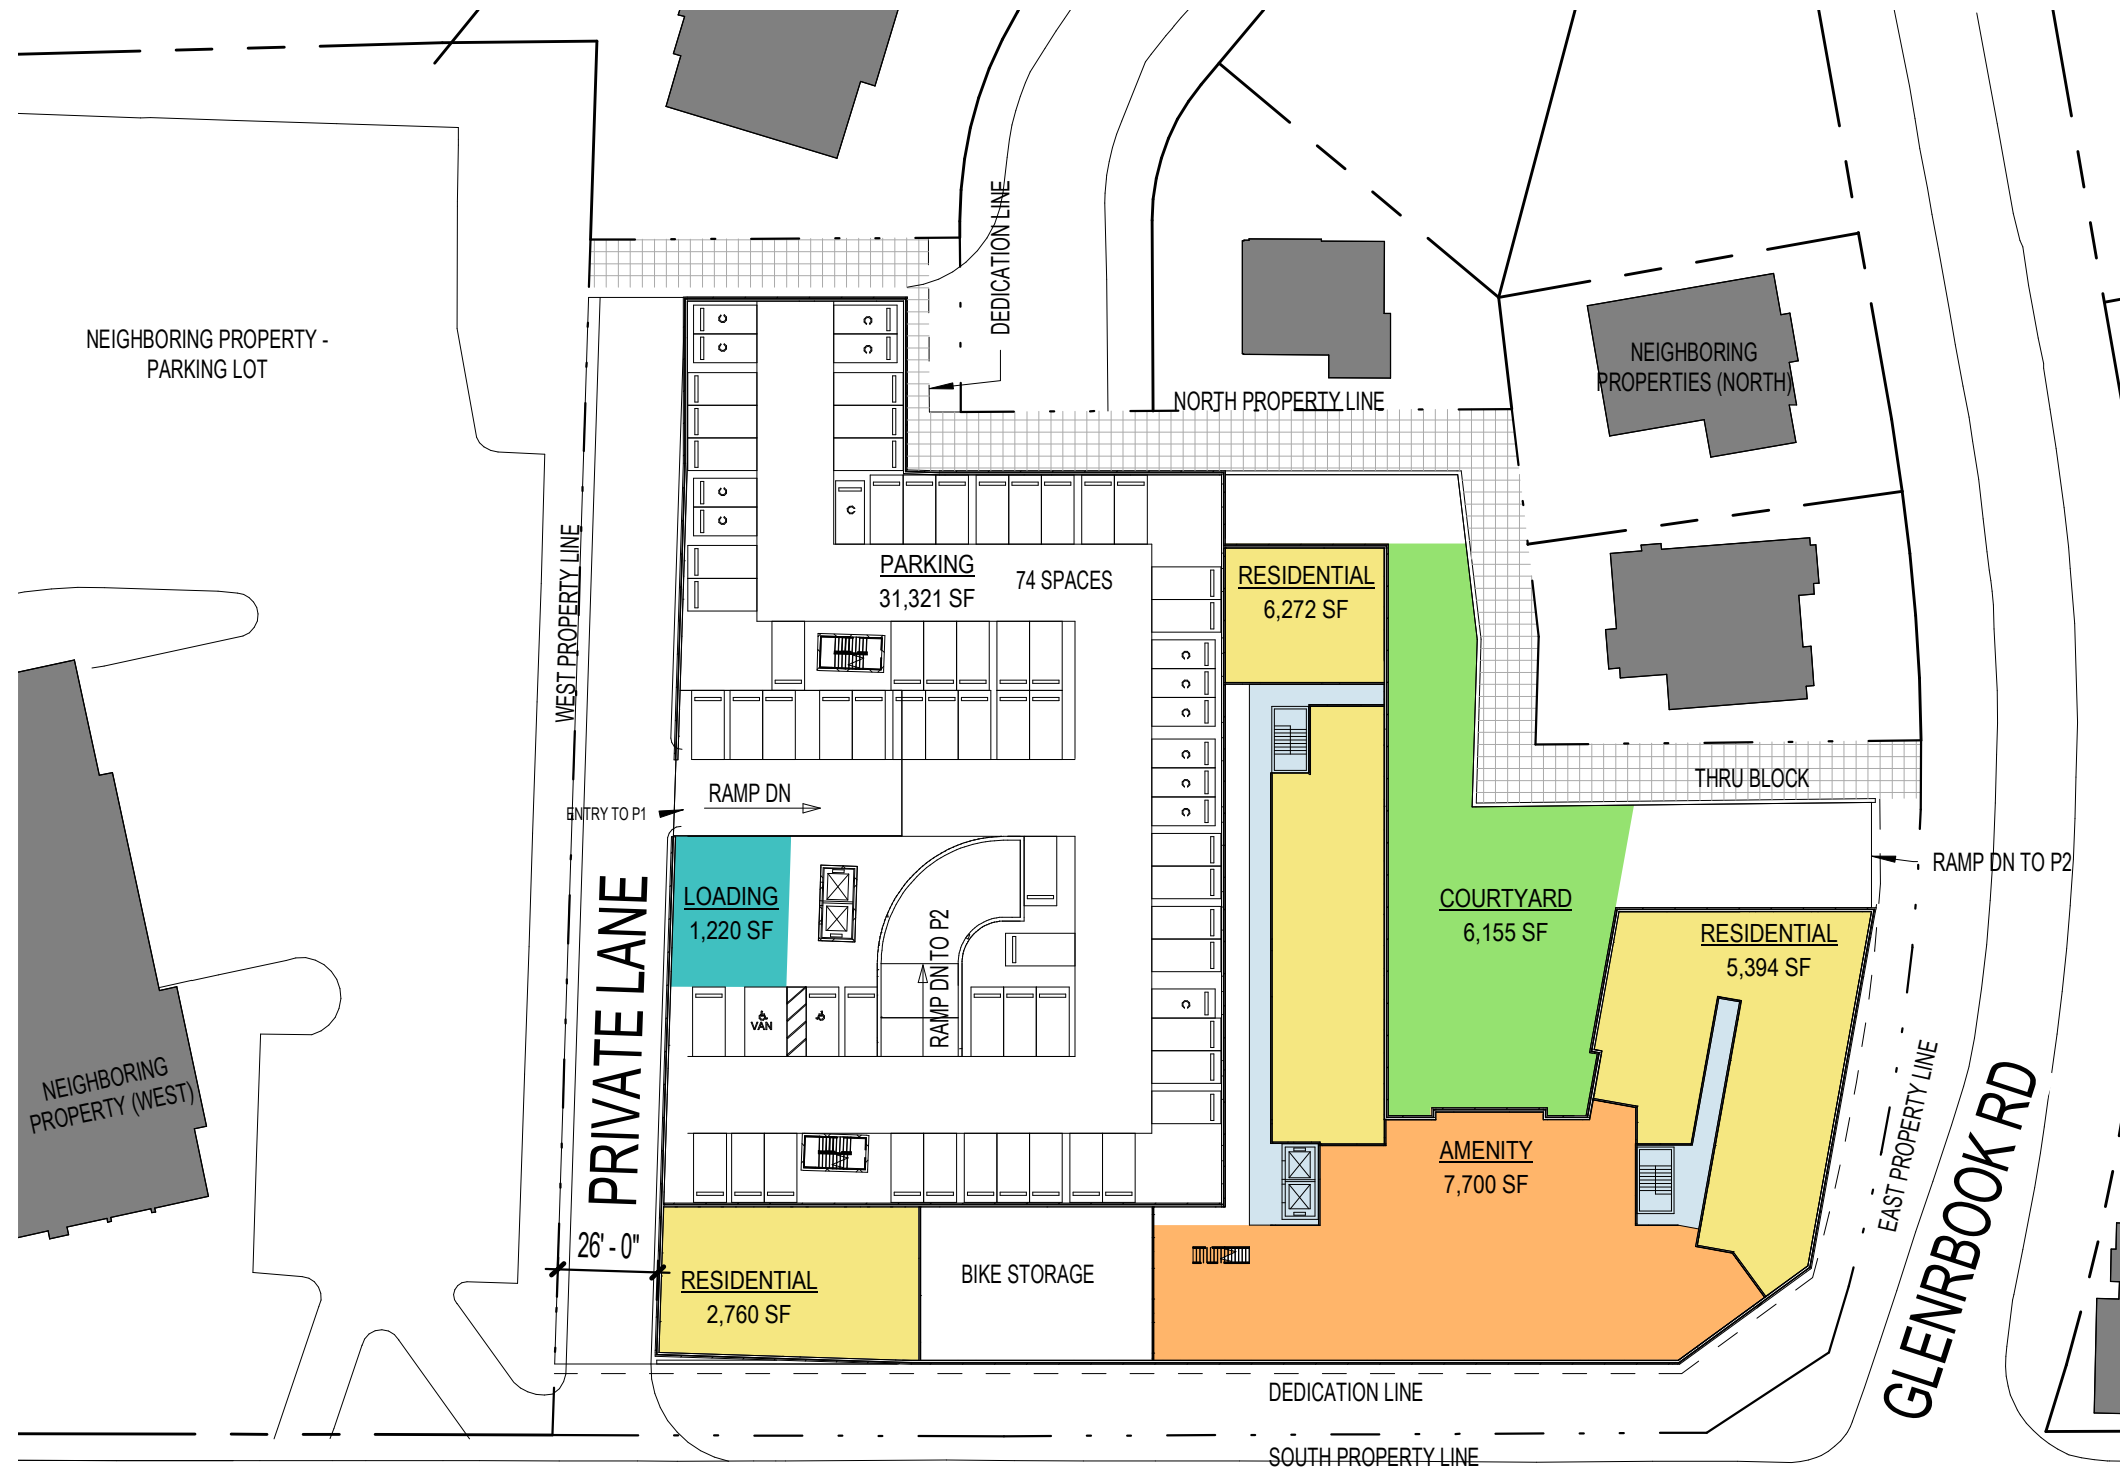 DEDICATION LINE
NEIGHBORING PROPERTY -
PARKING LOT
NORTH PROPERTY LINE
NEIGHBORING
PROPERTIES (NORTH)
C
C
C
C
C
C
C
WEST PROPERTY LINE
PARKING
31,321 SF
74 SPACES
RESIDENTIAL
6,272 SF
C
C
C
C
C
C
THRU BLOCK
RAMP DN
ENTRY TO P1
RAMP DN TO P2
LOADING
1,220 SF
COURTYARD
6,155 SF
RESIDENTIAL
5,394 SF
RAMP DN TO P2
C
VAN
PRIVATE LANE
NEIGHBORING
PROPERTY (WEST)
EAST PROPERTY LINE
GLENRBOOK RD
AMENITY
7,700 SF
26' - 0"
RESIDENTIAL
2,760 SF
BIKE STORAGE
DEDICATION LINE
SOUTH PROPERTY LINE